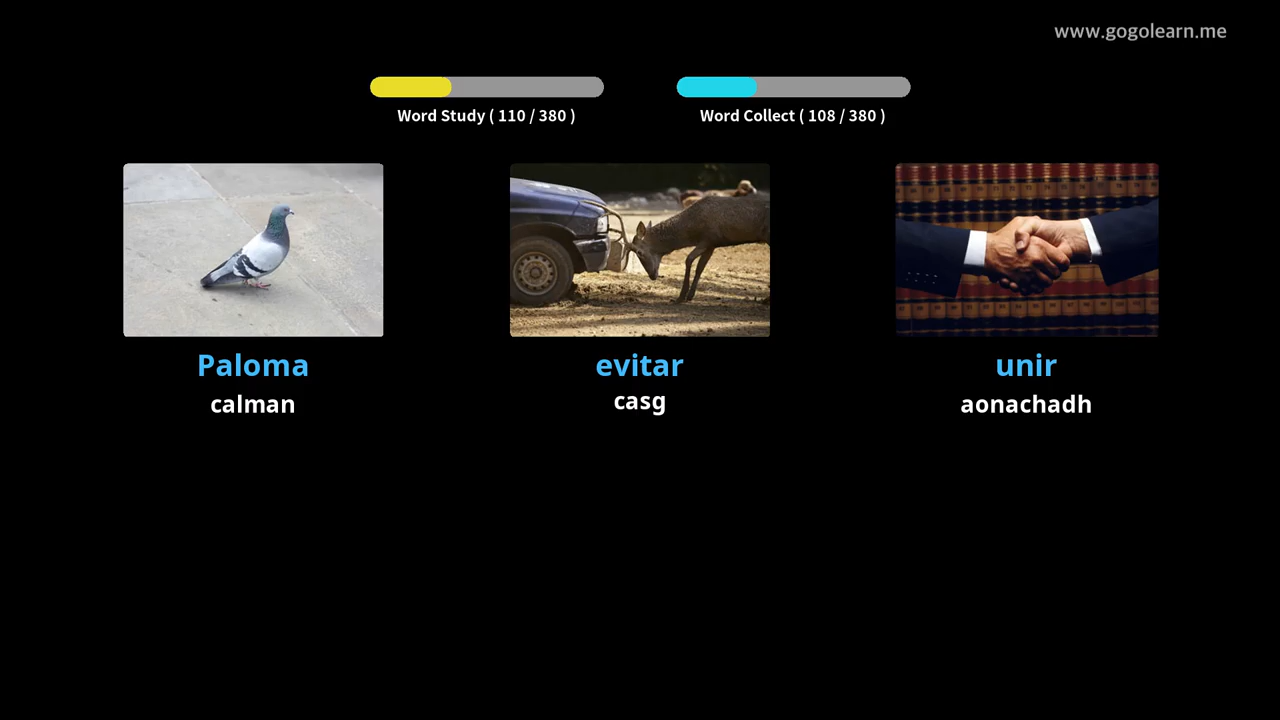 www.gogolearn.me
Word Study ( 110 / 380 )
Word Collect ( 108 / 380 )
Paloma
calman
evitar
casg
unir
aonachadh